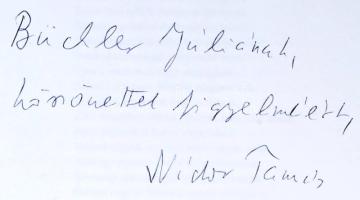 Büchler Júliának,
köszönettel figyelméért,
Nádor Tamás